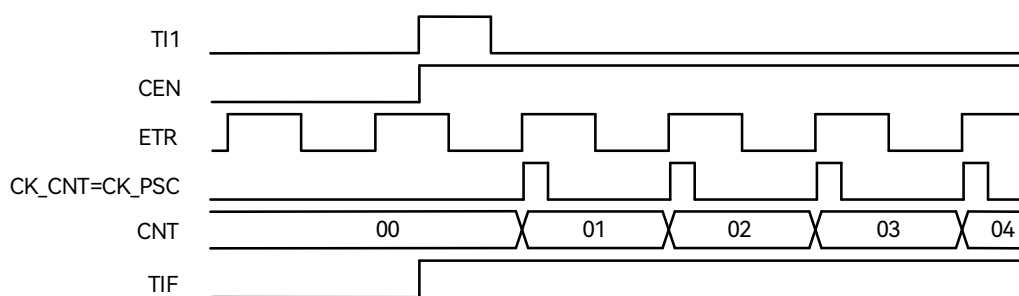 TI1
CEN
ETR
CK_CNT=CK_PSC
CNT 00 01 02 03 04
TIF